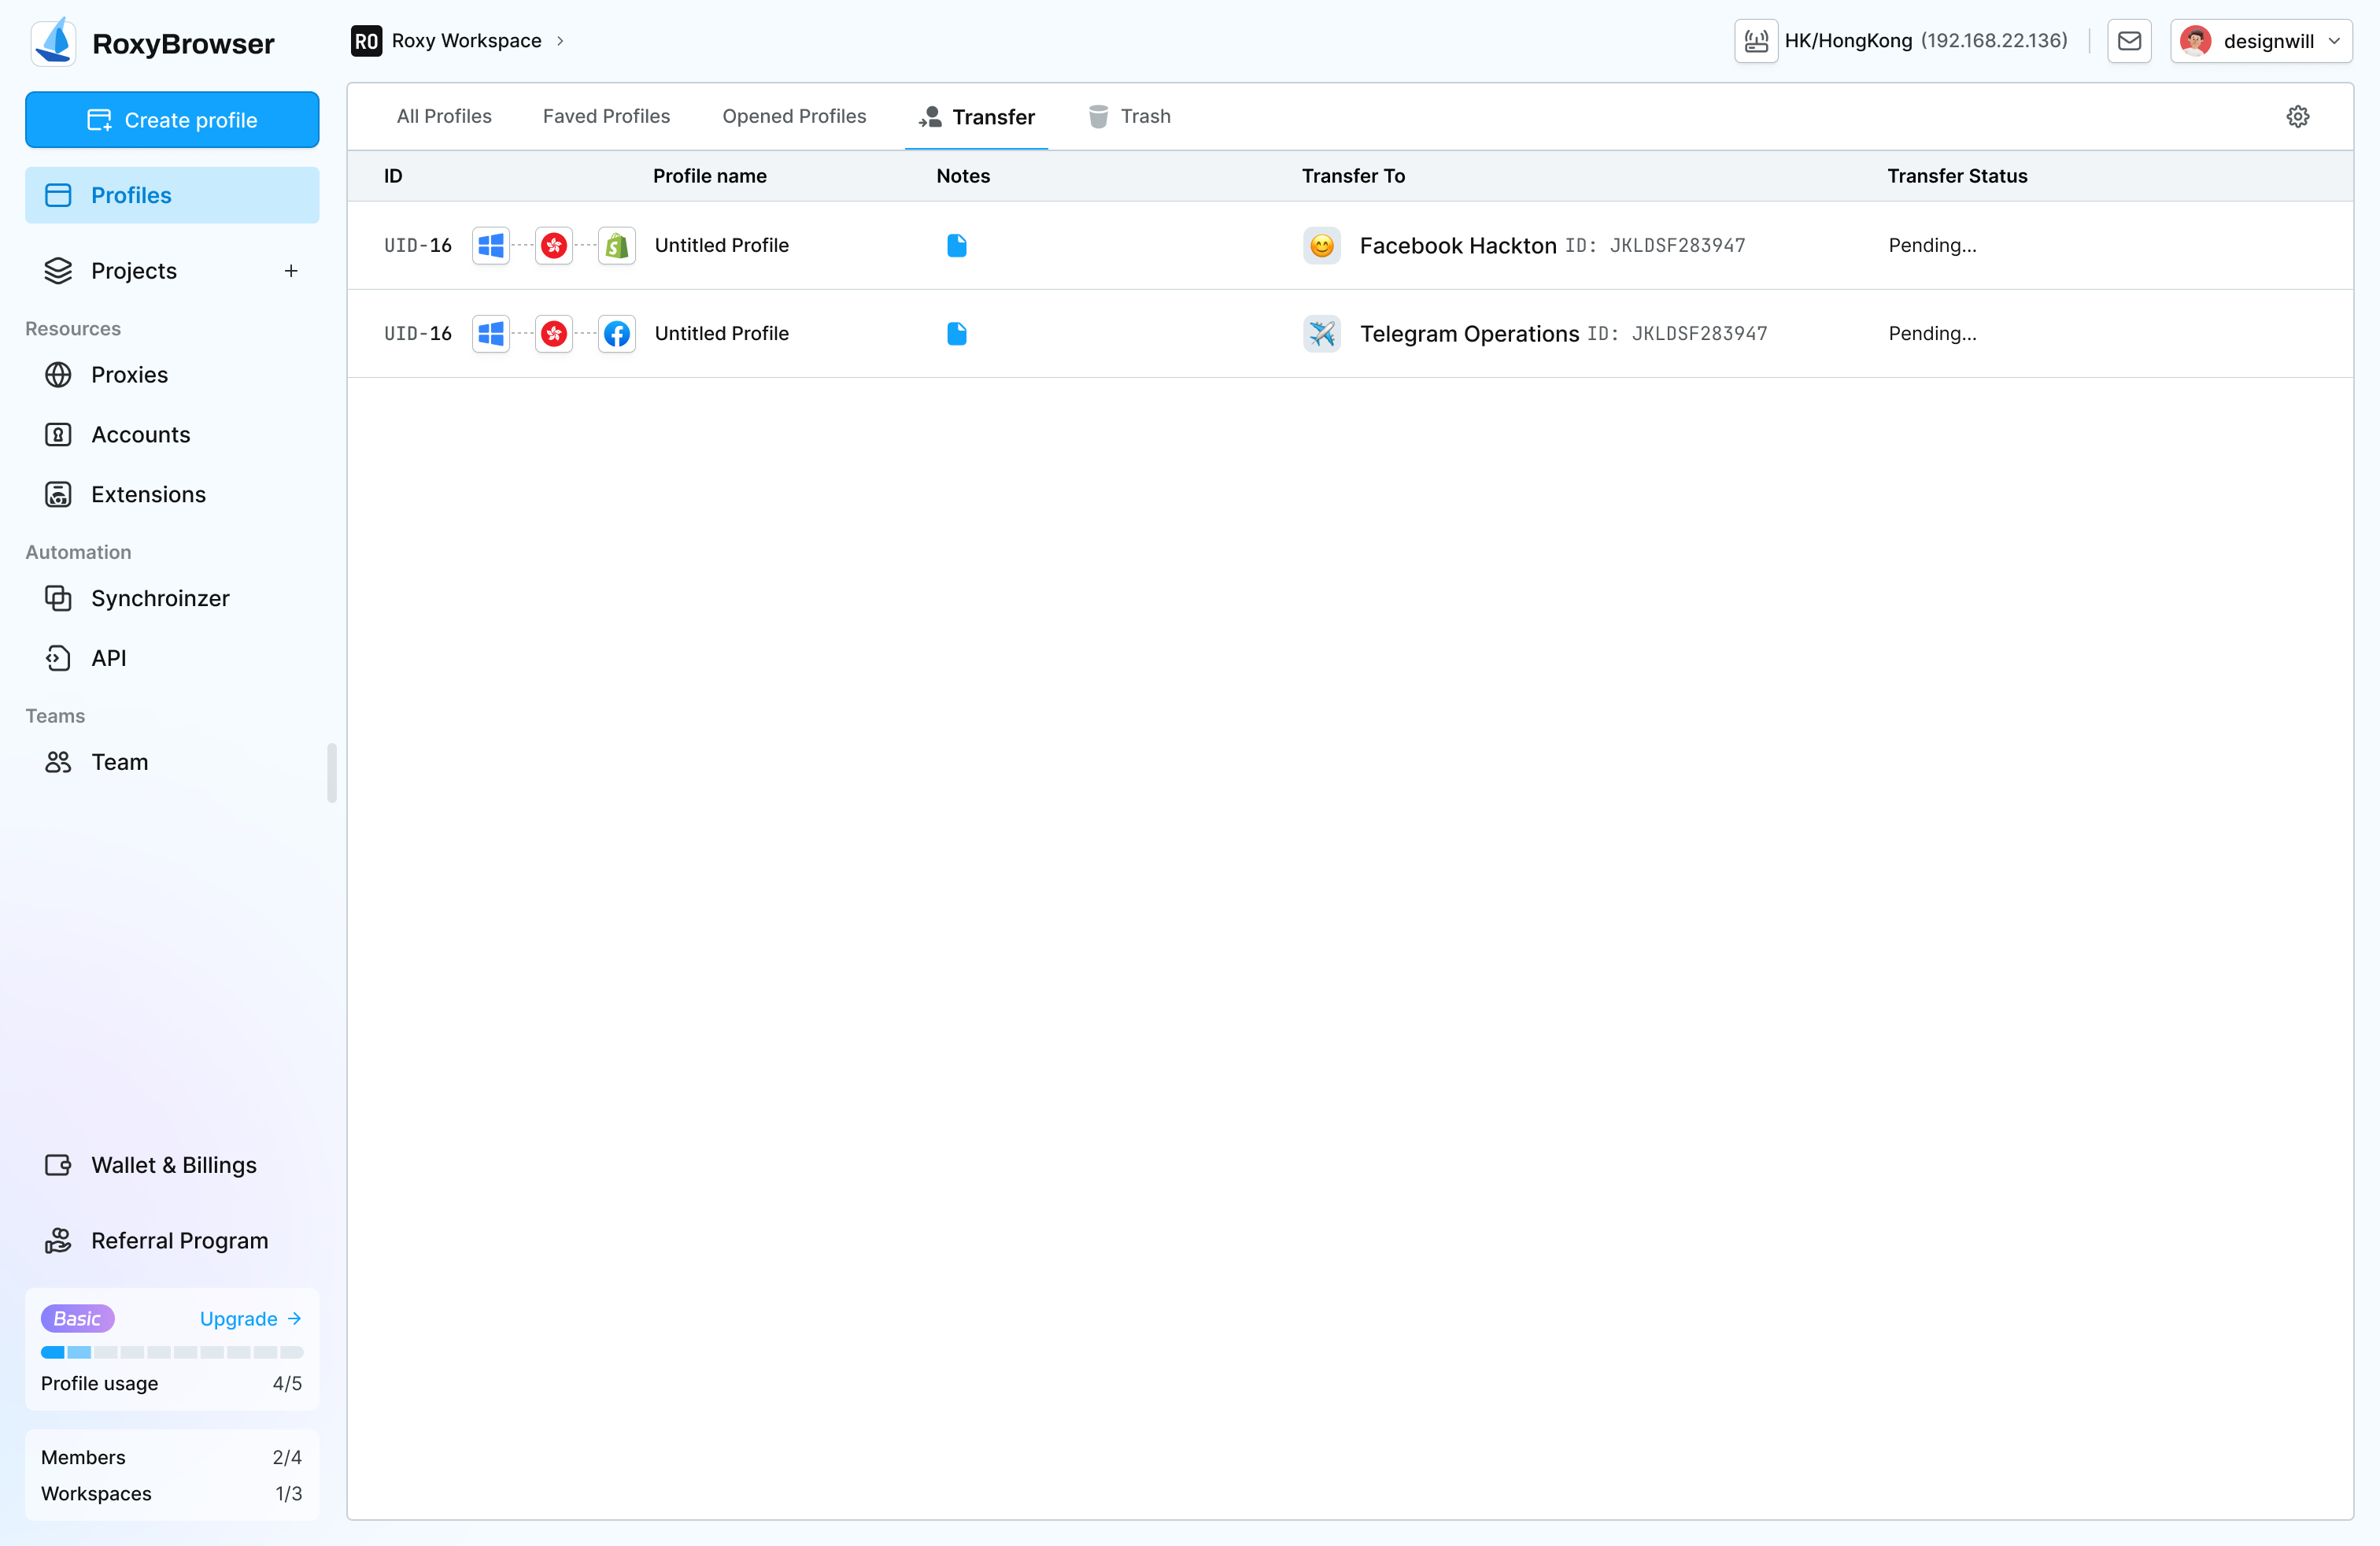 RoxyBrowser
RO Roxy Workspace
HK/HongKong (192.168.22.136)
designwill
Create profile
Profiles
Projects
Resources
Proxies
Accounts
Extensions
Automation
Synchroinzer
API
Teams
Team
Wallet & Billings
Referral Program
Basic Upgrade
Profile usage 4/5
Members 2/4
Workspaces 1/3
All Profiles Faved Profiles Opened Profiles Transfer Trash
ID Profile name Notes Transfer To Transfer Status
UID-16 Untitled Profile Facebook Hackton ID: JKLDSF283947 Pending...
UID-16 Untitled Profile Telegram Operations ID: JKLDSF283947 Pending...